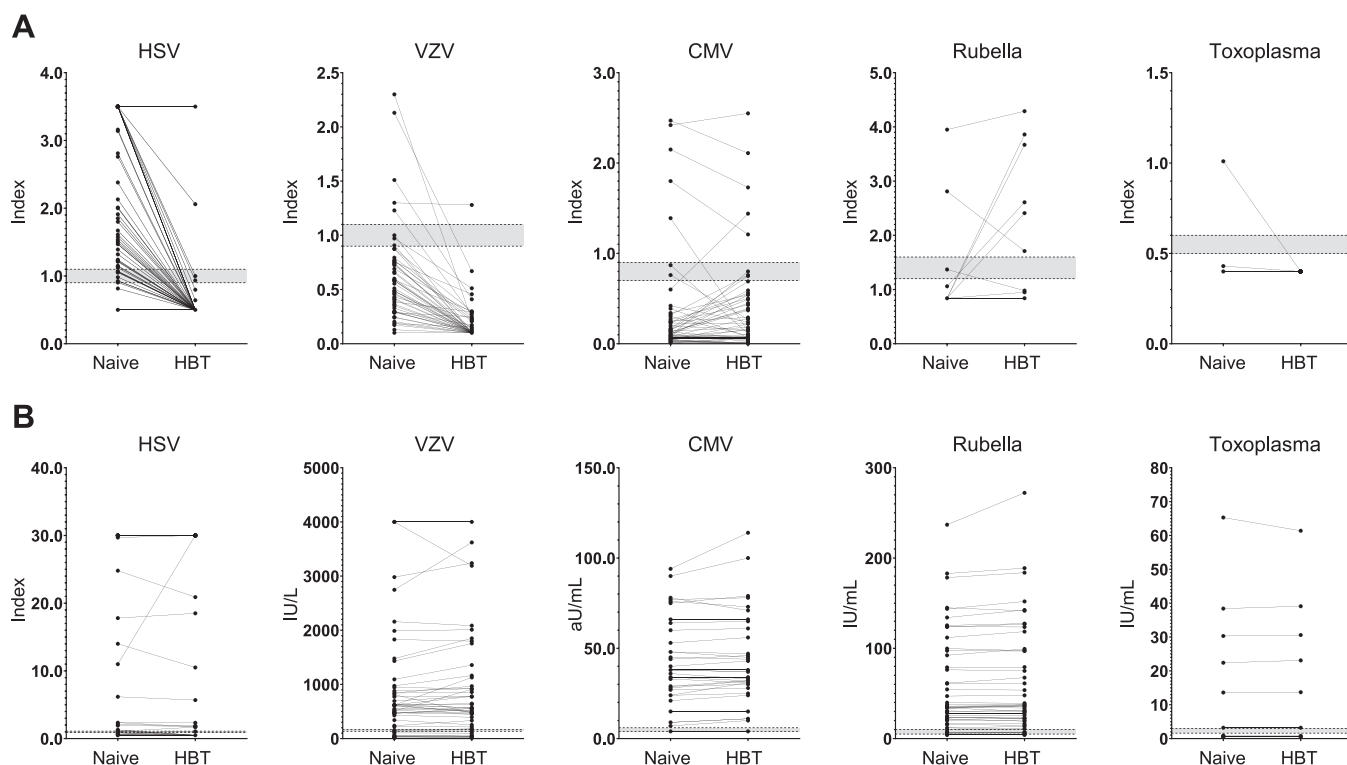 A
HSV
VZV
CMV
Rubella
Toxoplasma
4.0
3.0
2.0
1.0
0.0
Index
Naive
HBT
2.5
2.0
1.5
1.0
0.5
0.0
Index
Naive
HBT
3.0
2.0
1.0
0.0
Index
Naive
HBT
5.0
4.0
3.0
2.0
1.0
0.0
Index
Naive
HBT
1.5
1.0
0.5
0.0
Index
Naive
HBT
B
HSV
VZV
CMV
Rubella
Toxoplasma
40.0
30.0
20.0
10.0
0.0
Index
Naive
HBT
5000
4000
3000
2000
1000
0
IU/L
Naive
HBT
150.0
100.0
50.0
0.0
aU/mL
Naive
HBT
300
200
100
0
IU/mL
Naive
HBT
80
70
60
50
40
30
20
10
0
IU/mL
Naive
HBT